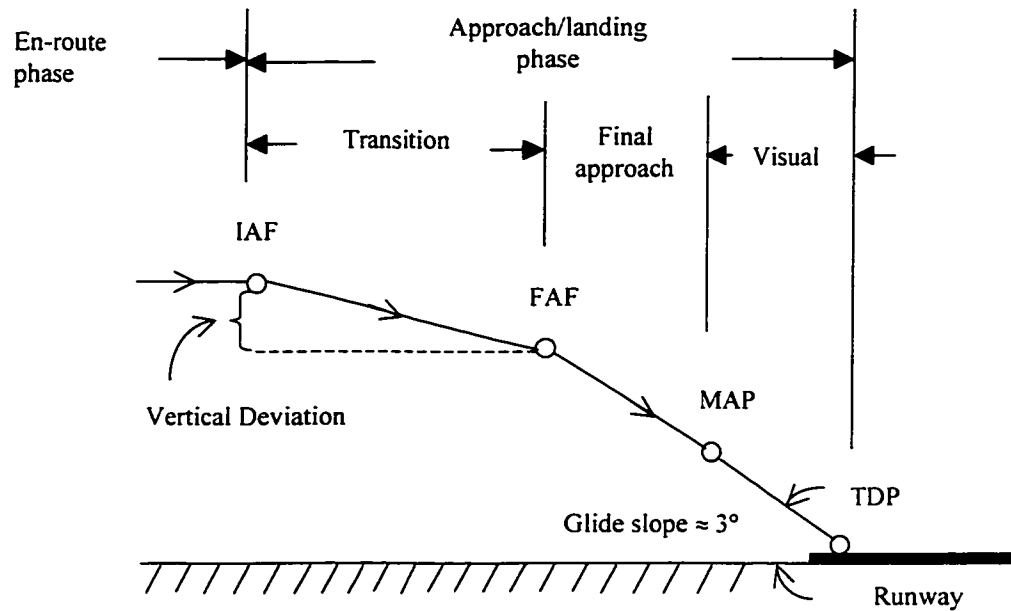 En-route
phase
Approach/landing
phase
Transition
Final
approach
Visual
IAF
FAF
Vertical Deviation
MAP
TDP
Glide slope ≈ 3°
Runway